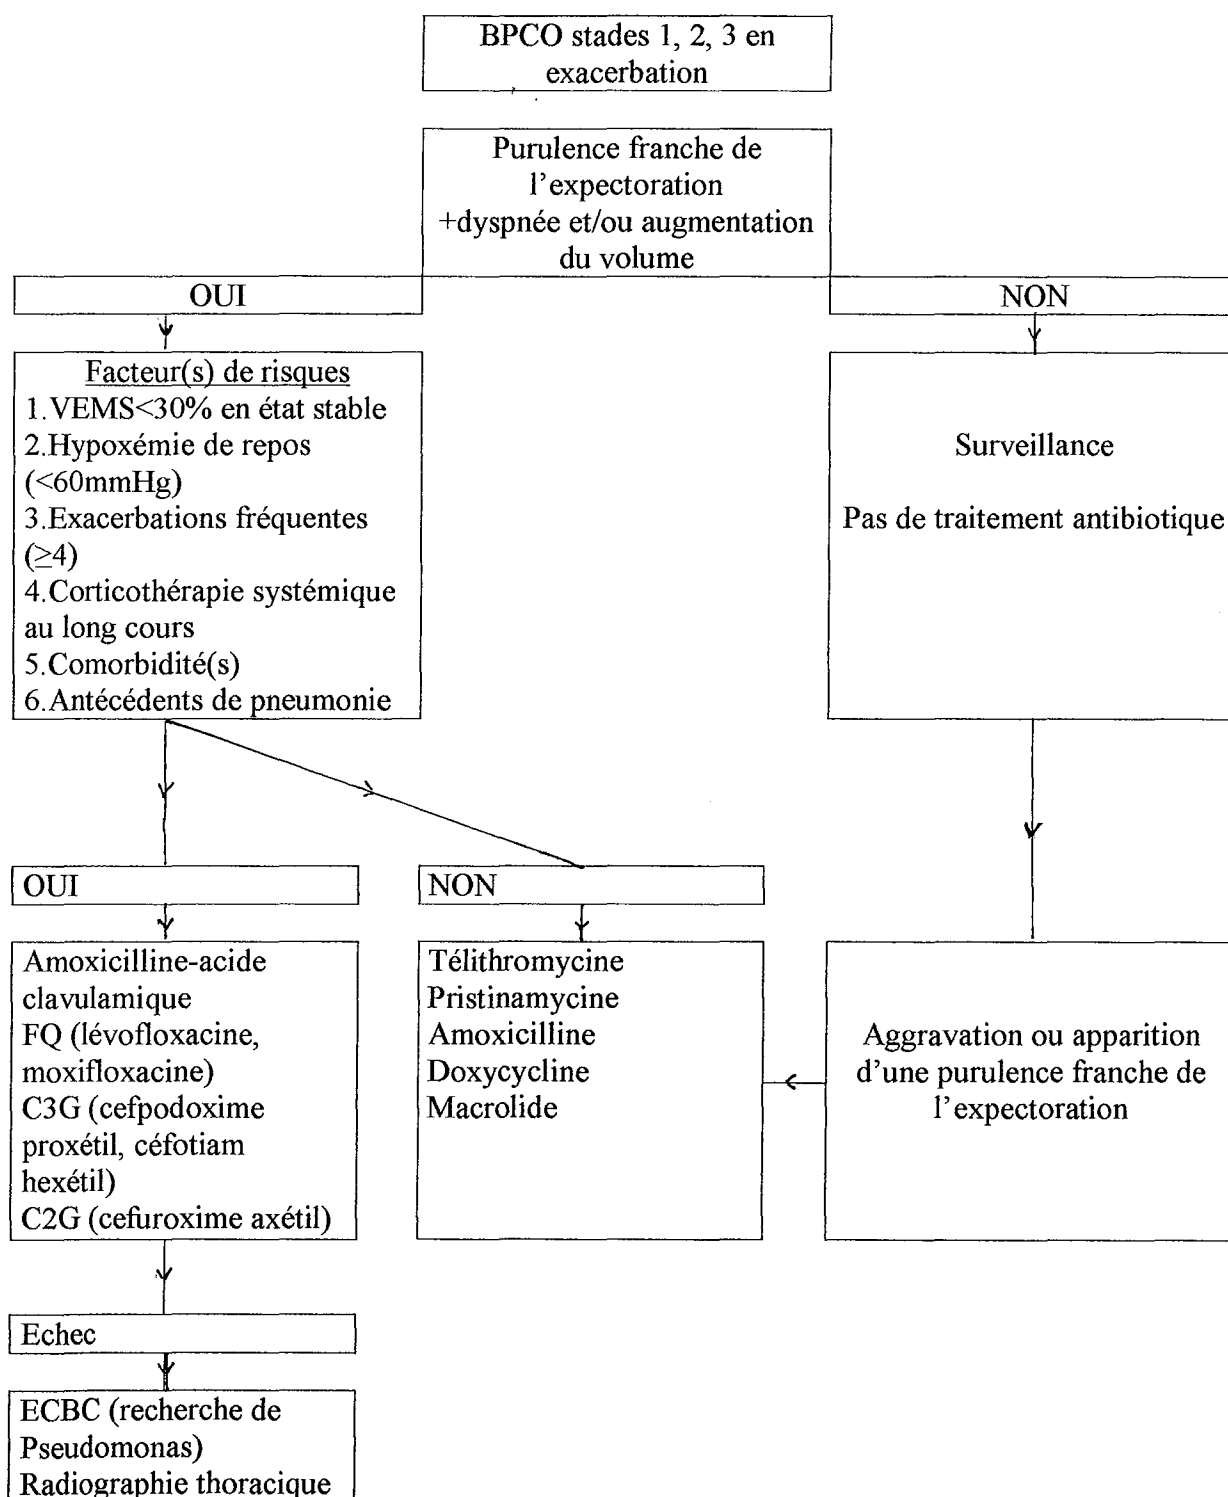 BPCO stades 1, 2, 3 en
exacerbation
Purulence franche de
l'expectoration
+dyspnée et/ou augmentation
du volume
OUI
NON
Facteur(s) de risques
1.VEMS<30% en état stable
2.Hypoxémie de repos
(<60mmHg)
3.Exacerbations fréquentes
(≥4)
4.Corticothérapie systémique
au long cours
5.Comorbidité(s)
6.Antécédents de pneumonie
Surveillance
Pas de traitement antibiotique
OUI
NON
Amoxicilline-acide
clavulamique
FQ (lévofloxacine,
moxifloxacine)
C3G (cefpodoxime
proxétil, céfotiam
hexétil)
C2G (cefuroxime axétil)
Télithromycine
Pristinamycine
Amoxicilline
Doxycycline
Macrolide
Aggravation ou apparition
d'une purulence franche de
l'expectoration
Echec
ECBC (recherche de
Pseudomonas)
Radiographie thoracique